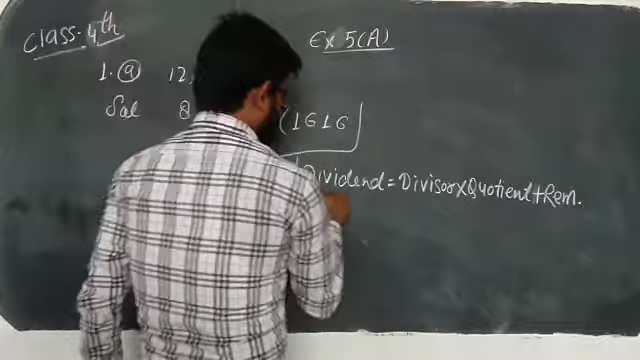 Class. 4th
Ex 5(A)
1. (a) 12,
Sol 8
(1616
Dividend = Divisor x Quotient + Rem.